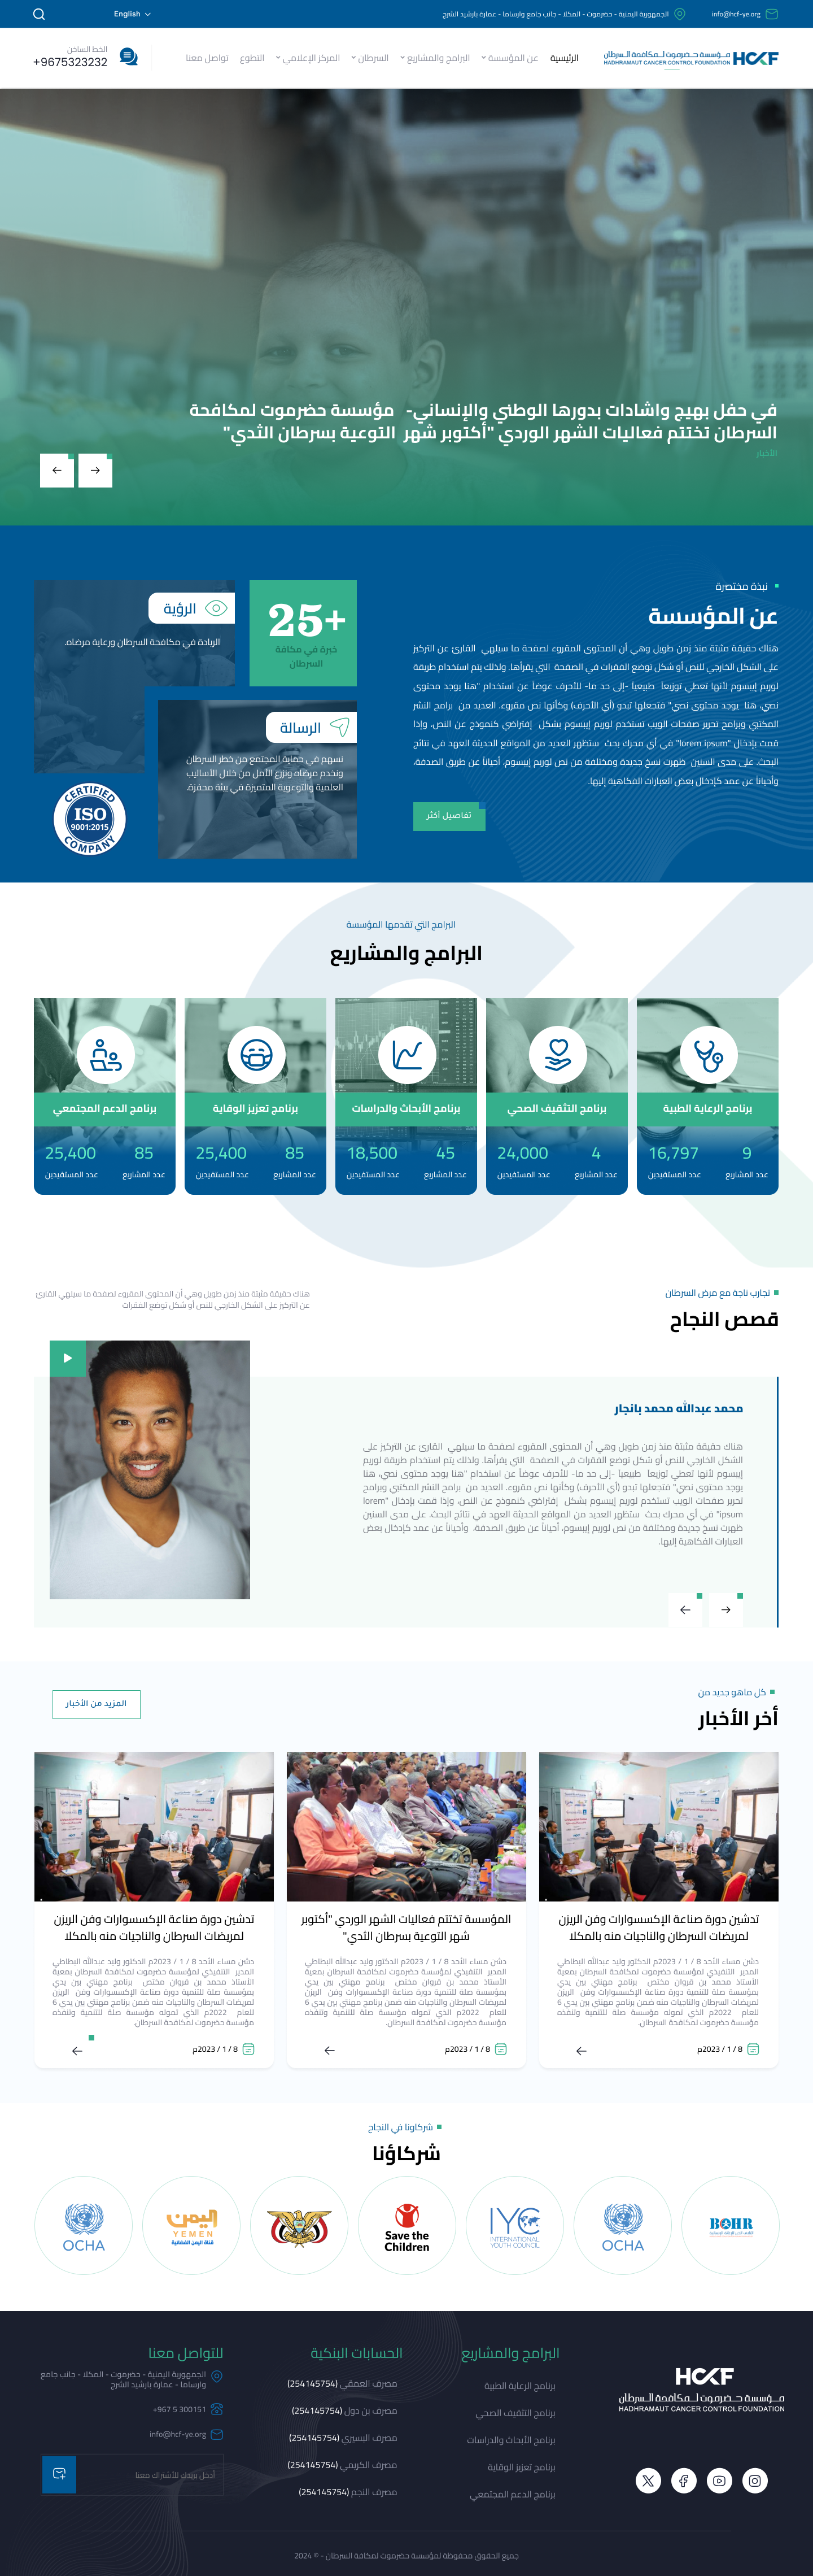 info@hcf-ye.org
الجمهورية اليمنية - حضرموت - المكلا - جانب جامع وارساما - عمارة بارشيد الشرج
English
مـؤسسـة حضـرمـوت لـمكافحـة الـسرطان
HADHRAMAUT CANCER CONTROL FOUNDATION
الرئيسية
عن المؤسسة
البرامج والمشاريع
السرطان
المركز الإعلامي
التطوع
تواصل معنا
الخط الساخن
+9675323232
في حفل بهيج واشادات بدورها الوطني والإنساني- مؤسسة حضرموت لمكافحة
السرطان تختتم فعاليات الشهر الوردي "أكتوبر شهر التوعية بسرطان الثدي"
الأخبار
نبذة مختصرة
عن المؤسسة
هناك حقيقة مثبتة منذ زمن طويل وهي أن المحتوى المقروء لصفحة ما سيلهي القارئ عن التركيز
على الشكل الخارجي للنص أو شكل توضع الفقرات في الصفحة التي يقرأها. ولذلك يتم استخدام طريقة
لوريم إيبسوم لأنها تعطي توزيعاَ طبيعياَ -إلى حد ما- للأحرف عوضاً عن استخدام "هنا يوجد محتوى
نصي، هنا يوجد محتوى نصي" فتجعلها تبدو (أي الأحرف) وكأنها نص مقروء. العديد من برامح النشر
المكتبي وبرامح تحرير صفحات الويب تستخدم لوريم إيبسوم بشكل إفتراضي كنموذج عن النص، وإذا
قمت بإدخال "lorem ipsum" في أي محرك بحث ستظهر العديد من المواقع الحديثة العهد في نتائج
البحث. على مدى السنين ظهرت نسخ جديدة ومختلفة من نص لوريم إيبسوم، أحياناً عن طريق الصدفة،
وأحياناً عن عمد كإدخال بعض العبارات الفكاهية إليها.
تفاصيل أكثر
25+
خبرة في مكافة
السرطان
الرؤية
الريادة في مكافحة السرطان ورعاية مرضاه.
الرسالة
نسهم في حماية المجتمع من خطر السرطان
ونخدم مرضاه ونزرع الأمل من خلال الأساليب
العلمية والتوعوية المتميزة في بيئة محفزة.
CERTIFIED
ISO
9001:2015
COMPANY
البرامج التي تقدمها المؤسسة
البرامج والمشاريع
برنامج الرعاية الطبية
9
عدد المشاريع
16,797
عدد المستفيدين
برنامج التثقيف الصحي
4
عدد المشاريع
24,000
عدد المستفيدين
برنامج الأبحاث والدراسات
45
عدد المشاريع
18,500
عدد المستفيدين
برنامج تعزيز الوقاية
85
عدد المشاريع
25,400
عدد المستفيدين
برنامج الدعم المجتمعي
85
عدد المشاريع
25,400
عدد المستفيدين
تجارب ناجة مع مرض السرطان
قصص النجاح
هناك حقيقة مثبتة منذ زمن طويل وهي أن المحتوى المقروء لصفحة ما سيلهي القارئ
عن التركيز على الشكل الخارجي للنص أو شكل توضع الفقرات
محمد عبدالله محمد بانجار
هناك حقيقة مثبتة منذ زمن طويل وهي أن المحتوى المقروء لصفحة ما سيلهي القارئ عن التركيز على
الشكل الخارجي للنص أو شكل توضع الفقرات في الصفحة التي يقرأها. ولذلك يتم استخدام طريقة لوريم
إيبسوم لأنها تعطي توزيعاَ طبيعياَ -إلى حد ما- للأحرف عوضاً عن استخدام "هنا يوجد محتوى نصي، هنا
يوجد محتوى نصي" فتجعلها تبدو (أي الأحرف) وكأنها نص مقروء. العديد من برامح النشر المكتبي وبرامح
تحرير صفحات الويب تستخدم لوريم إيبسوم بشكل إفتراضي كنموذج عن النص، وإذا قمت بإدخال "lorem
ipsum" في أي محرك بحث ستظهر العديد من المواقع الحديثة العهد في نتائج البحث. على مدى السنين
ظهرت نسخ جديدة ومختلفة من نص لوريم إيبسوم، أحياناً عن طريق الصدفة، وأحياناً عن عمد كإدخال بعض
العبارات الفكاهية إليها.
كل ماهو جديد من
أخر الأخبار
المزيد من الأخبار
تدشين دورة صناعة الإكسسوارات وفن الريزن
لمريضات السرطان والناجيات منه بالمكلا
دشن مساء الأحد 8 / 1 / 2023م الدكتور وليد عبدالله البطاطي
المدير التنفيذي لمؤسسة حضرموت لمكافحة السرطان بمعية
الأستاذ محمد بن قروان مختص برنامج مهنتي بين يدي
بمؤسسة صلة للتنمية دورة صناعة الإكسسوارات وفن الريزن
لمريضات السرطان والناجيات منه ضمن برنامج مهنتي بين يدي 6
للعام 2022م الذي تموله مؤسسة صلة للتنمية وتنفذه
مؤسسة حضرموت لمكافحة السرطان.
8 / 1 / 2023م
المؤسسة تختتم فعاليات الشهر الوردي "أكتوبر
شهر التوعية بسرطان الثدي"
دشن مساء الأحد 8 / 1 / 2023م الدكتور وليد عبدالله البطاطي
المدير التنفيذي لمؤسسة حضرموت لمكافحة السرطان بمعية
الأستاذ محمد بن قروان مختص برنامج مهنتي بين يدي
بمؤسسة صلة للتنمية دورة صناعة الإكسسوارات وفن الريزن
لمريضات السرطان والناجيات منه ضمن برنامج مهنتي بين يدي 6
للعام 2022م الذي تموله مؤسسة صلة للتنمية وتنفذه
مؤسسة حضرموت لمكافحة السرطان.
8 / 1 / 2023م
تدشين دورة صناعة الإكسسوارات وفن الريزن
لمريضات السرطان والناجيات منه بالمكلا
دشن مساء الأحد 8 / 1 / 2023م الدكتور وليد عبدالله البطاطي
المدير التنفيذي لمؤسسة حضرموت لمكافحة السرطان بمعية
الأستاذ محمد بن قروان مختص برنامج مهنتي بين يدي
بمؤسسة صلة للتنمية دورة صناعة الإكسسوارات وفن الريزن
لمريضات السرطان والناجيات منه ضمن برنامج مهنتي بين يدي 6
للعام 2022م الذي تموله مؤسسة صلة للتنمية وتنفذه
مؤسسة حضرموت لمكافحة السرطان.
8 / 1 / 2023م
شركاونا في النجاح
شركاؤنا
BOHR
OCHA
IYC
INTERNATIONAL
YOUTH COUNCIL
Save the
Children
اليمن
YEMEN
قناة اليمن الفضائية
OCHA
HCCF
مـؤسسـة حضـرمـوت لـمكافحـة الـسرطان
HADHRAMAUT CANCER CONTROL FOUNDATION
البرامج والمشاريع
برنامج الرعاية الطبية
برنامج التثقيف الصحي
برنامج الأبحاث والدراسات
برنامج تعزيز الوقاية
برنامج الدعم المجتمعي
الحسابات البنكية
مصرف العمقي (254145754)
مصرف بن دول (254145754)
مصرف البسيري (254145754)
مصرف الكريمي (254145754)
مصرف النجم (254145754)
للتواصل معنا
الجمهورية اليمنية - حضرموت - المكلا - جانب جامع
وارساما - عمارة بارشيد الشرج
+967 5 300151
info@hcf-ye.org
أدخل بريدك للأشتراك معنا
جميع الحقوق محفوظة لمؤسسة حضرموت لمكافة السرطان - © 2024